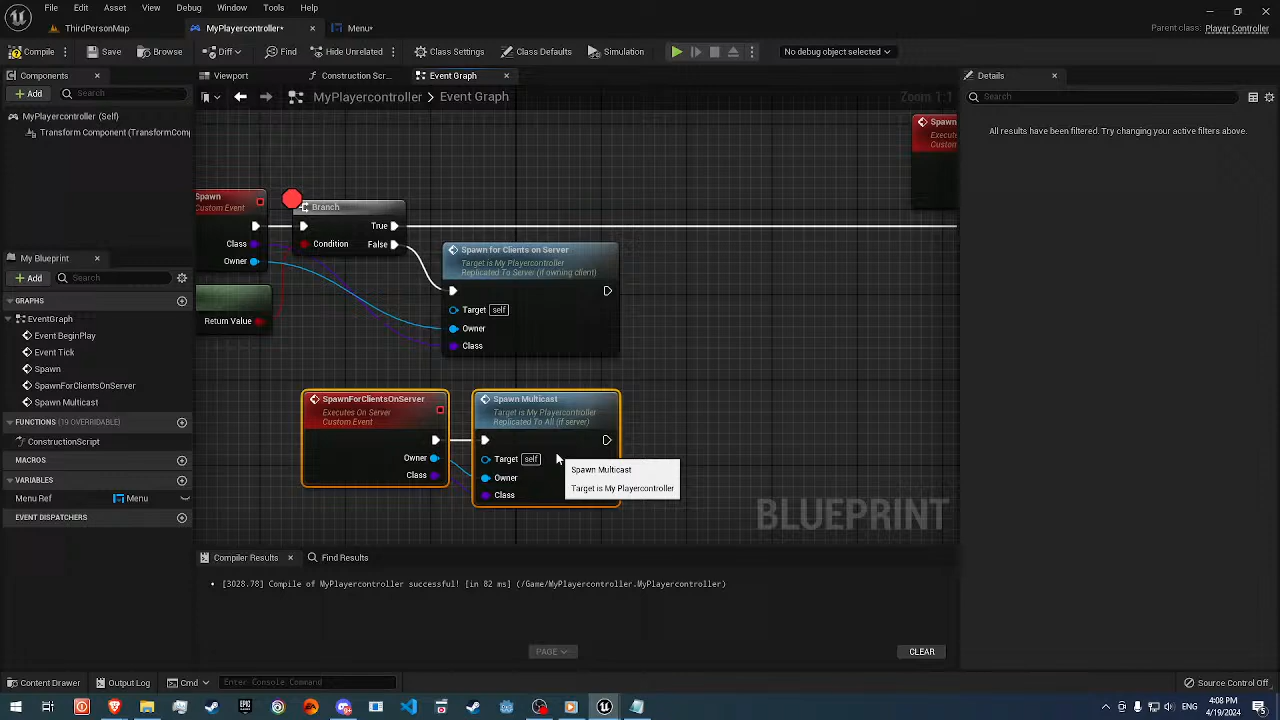 File Edit Asset View Debug Window Tools Help
ThirdPersonMap MyPlayercontroller* Menu*
Parent class: Player Controller
Compile Save Browse Diff Find Hide Unrelated Class Settings Class Defaults Simulation No debug object selected
Components
Add Search
MyPlayercontroller (Self)
Transform Component (TransformComp
My Blueprint
Add Search
GRAPHS
EventGraph
Event BeginPlay
Event Tick
Spawn
SpawnForClientsOnServer
Spawn Multicast
FUNCTIONS (19 OVERRIDABLE)
ConstructionScript
MACROS
VARIABLES
Menu Ref Menu
EVENT DISPATCHERS
Viewport Construction Scr... Event Graph
MyPlayercontroller > Event Graph Zoom 1:1
Spawn
Custom Event
Class
Owner
Return Value
Branch
True
Condition False
Spawn for Clients on Server
Target is My Playercontroller
Replicated To Server (if owning client)
Target self
Owner
Class
Spawn
Execute
Custom
SpawnForClientsOnServer
Executes On Server
Custom Event
Owner
Class
Spawn Multicast
Target is My Playercontroller
Replicated To All (if server)
Target self
Owner
Class
Spawn Multicast
Target is My Playercontroller
BLUEPRINT
Compiler Results Find Results
[3028.78] Compile of MyPlayercontroller successful! [in 82 ms] (/Game/MyPlayercontroller.MyPlayercontroller)
PAGE CLEAR
Details
Search
All results have been filtered. Try changing your active filters above.
Content Drawer Output Log Cmd Enter Console Command Source Control Off
4:08 PM
4/19/2024